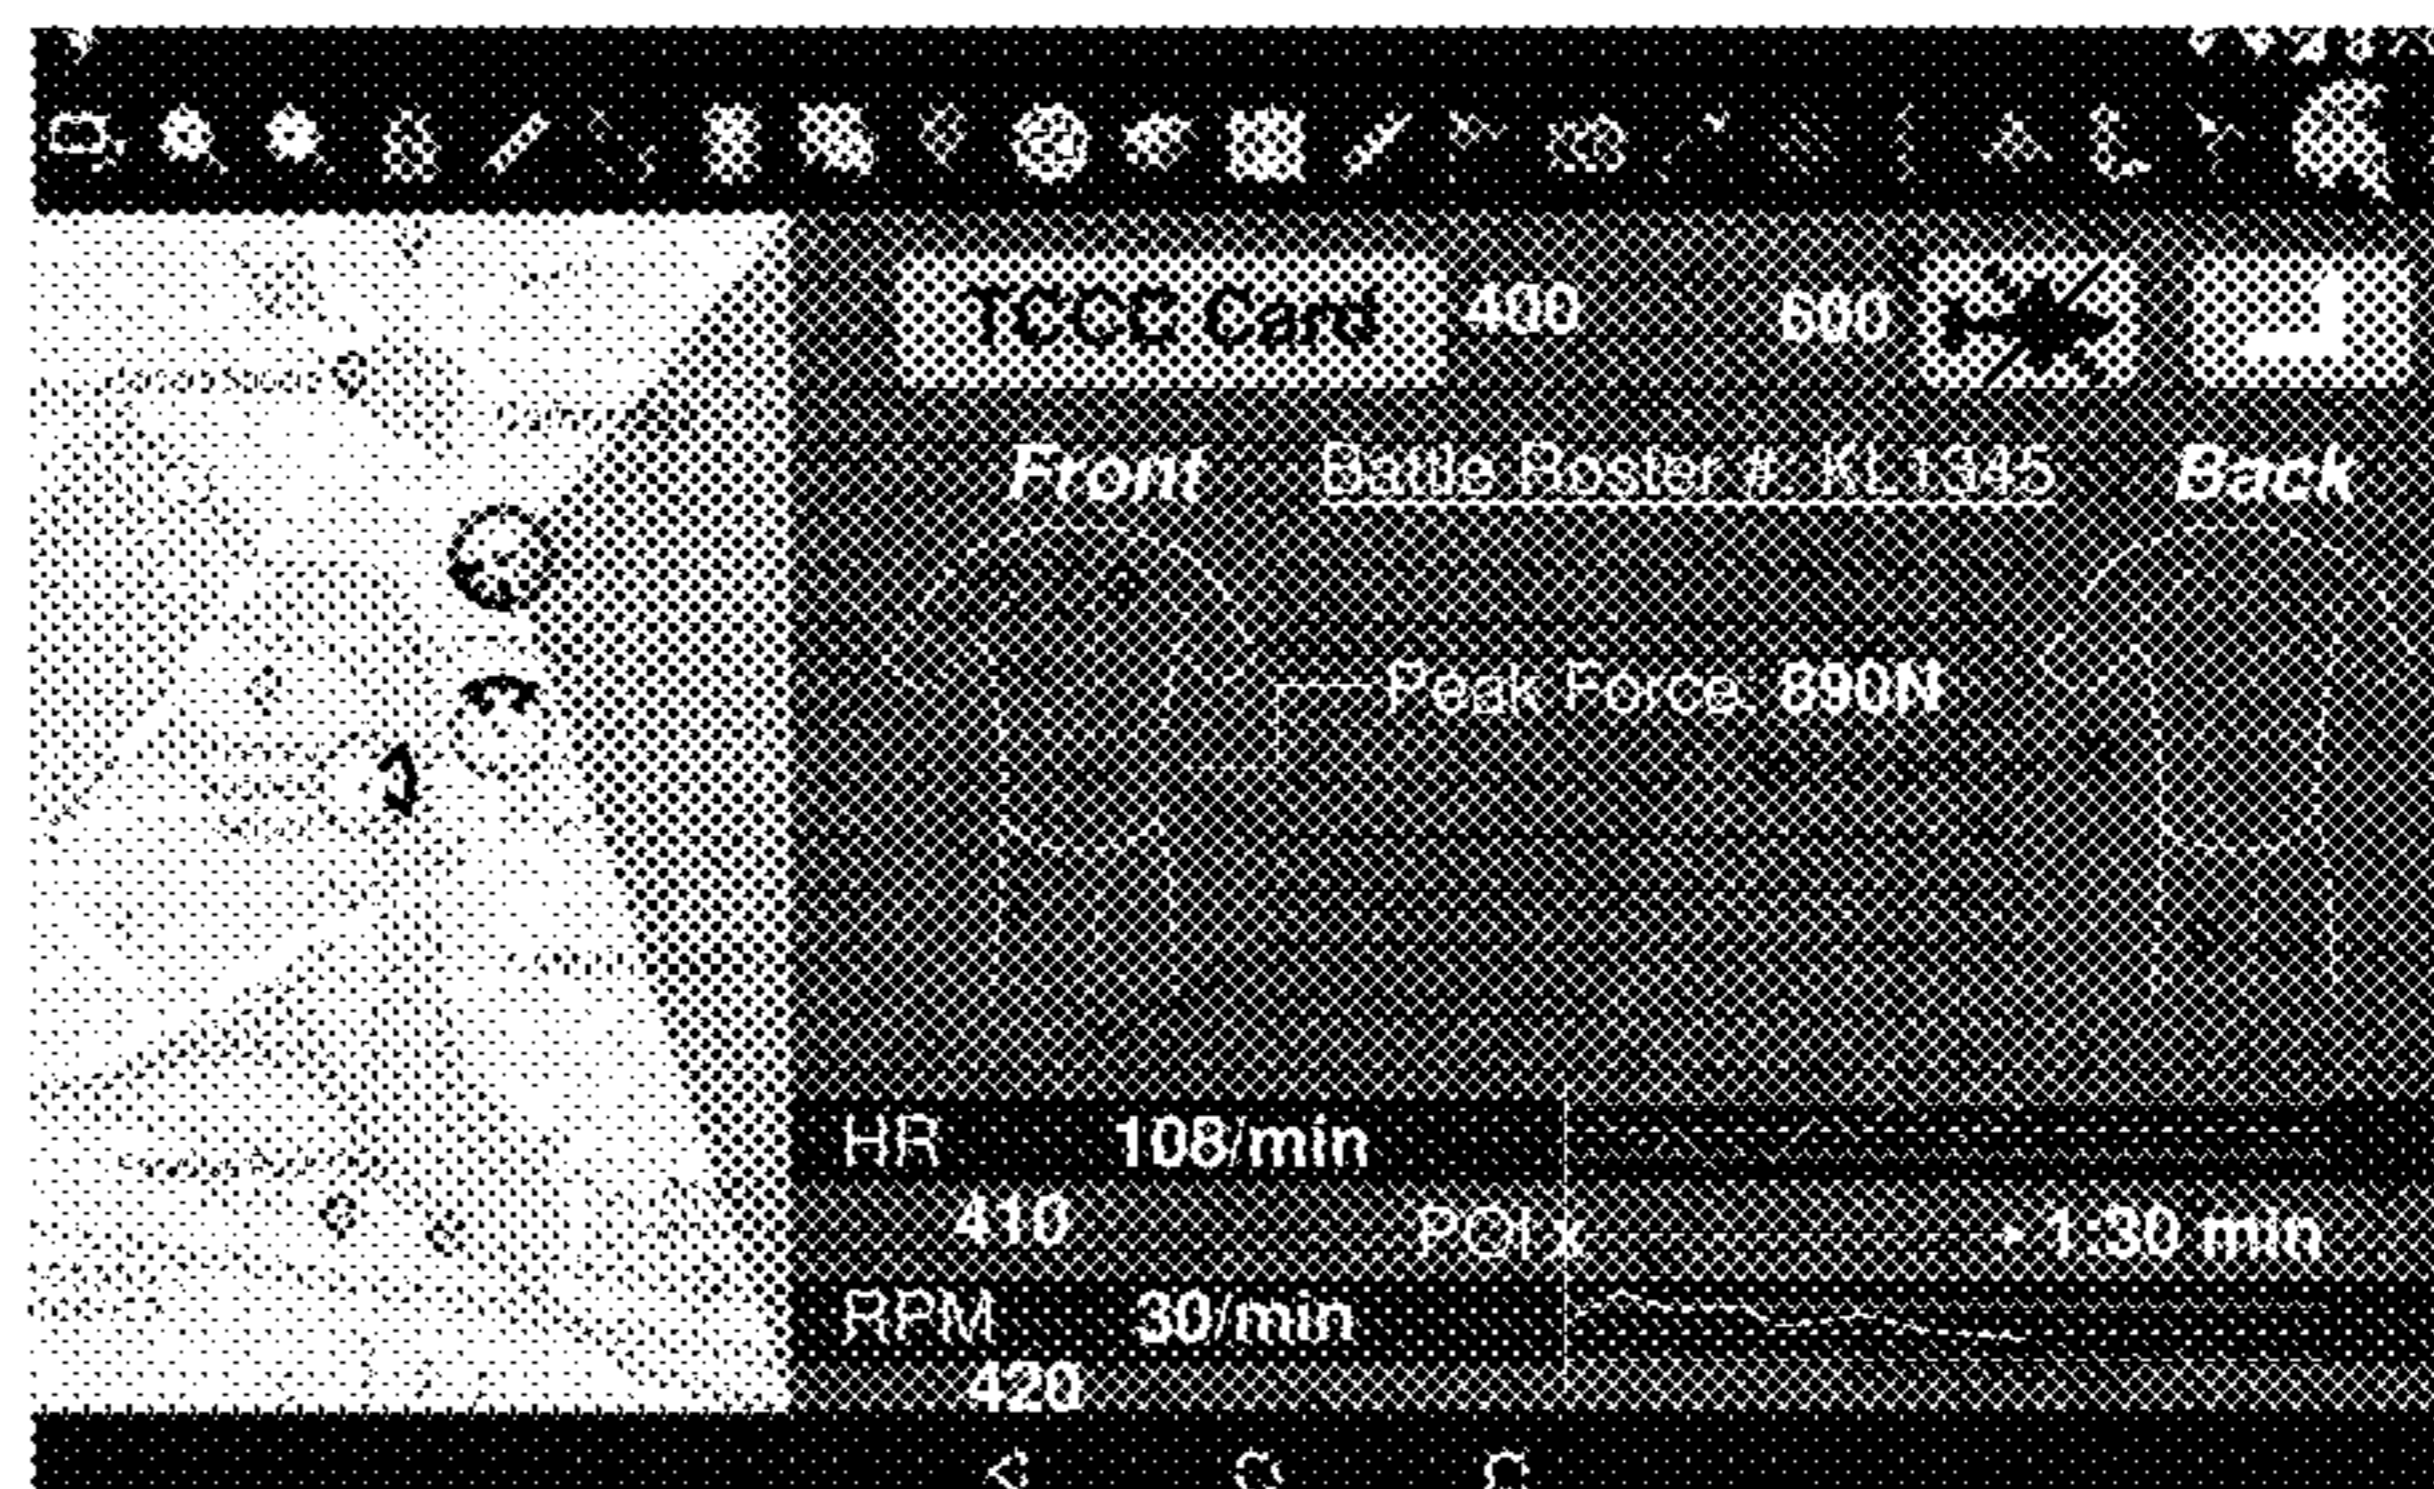 TCCC Card 400 600
Front Battle Roster #: KL1345 Back
Peak Force: 890N
HR 108/min
410 POI x 1:30 min
RPM 30/min
420